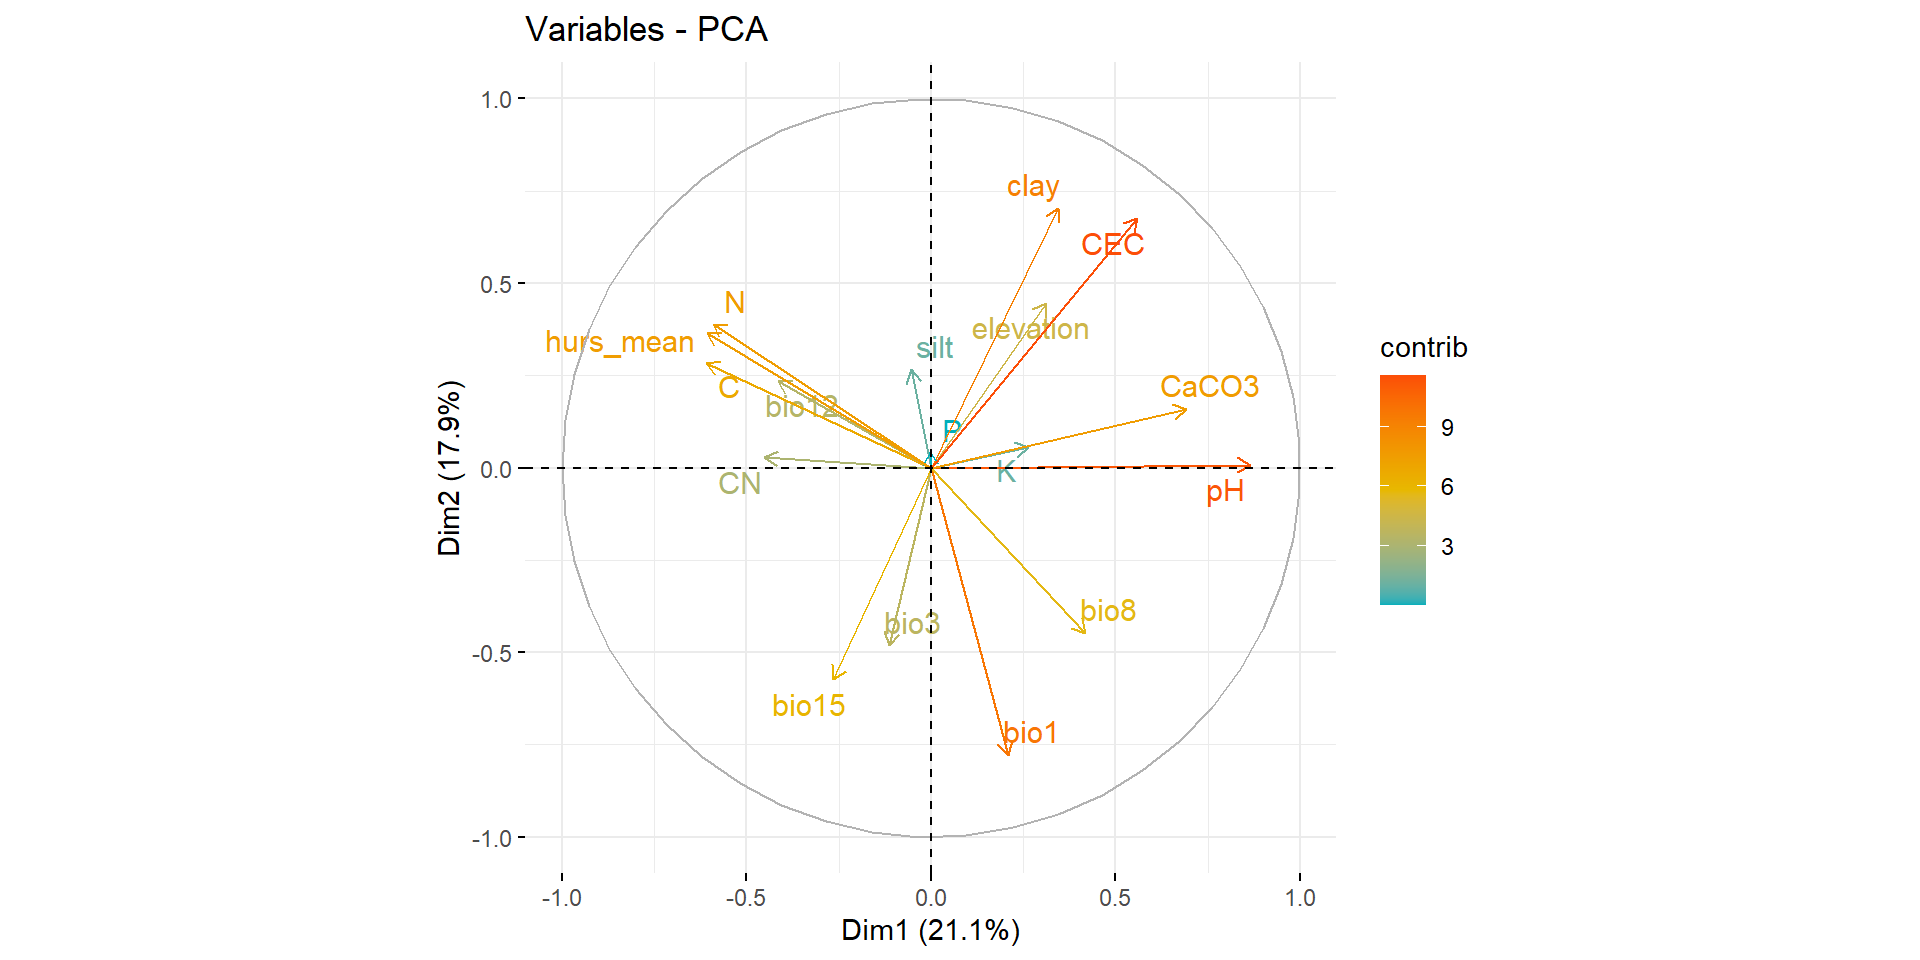 Variables - PCA
1.0
clay
CEC
0.5
N
elevation
hurs_mean
silt
contrib
C
CaCO3
bio12
P
9
Dim2 (17.9%)
0.0
K
CN
pH
6
3
bio3
bio8
-0.5
bio15
bio1
-1.0
-1.0 -0.5 0.0 0.5 1.0
Dim1 (21.1%)